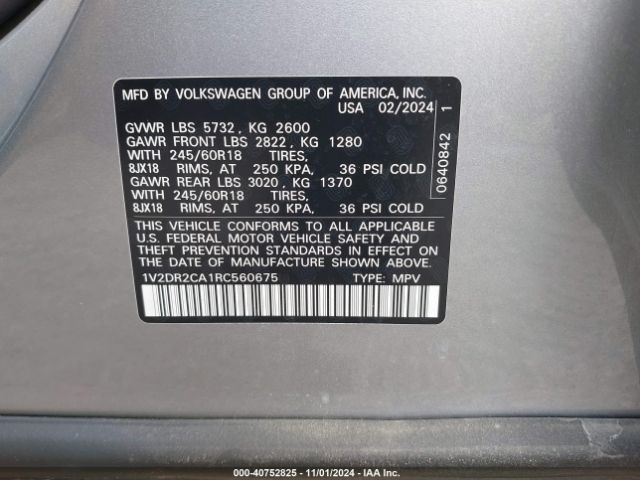 MFD BY VOLKSWAGEN GROUP OF AMERICA, INC.
USA 02/2024
GVWR LBS 5732, KG 2600
GAWR FRONT LBS 2822, KG 1280
WITH 245/60R18 TIRES,
8JX18 RIMS, AT 250 KPA, 36 PSI COLD
GAWR REAR LBS 3020, KG 1370
WITH 245/60R18 TIRES,
8JX18 RIMS, AT 250 KPA, 36 PSI COLD
THIS VEHICLE CONFORMS TO ALL APPLICABLE
U.S. FEDERAL MOTOR VEHICLE SAFETY AND
THEFT PREVENTION STANDARDS IN EFFECT ON
THE DATE OF MANUFACTURE SHOWN ABOVE.
1V2DR2CA1RC560675 TYPE: MPV
0640842 1
000-40752825 - 11/01/2024 - IAA Inc.